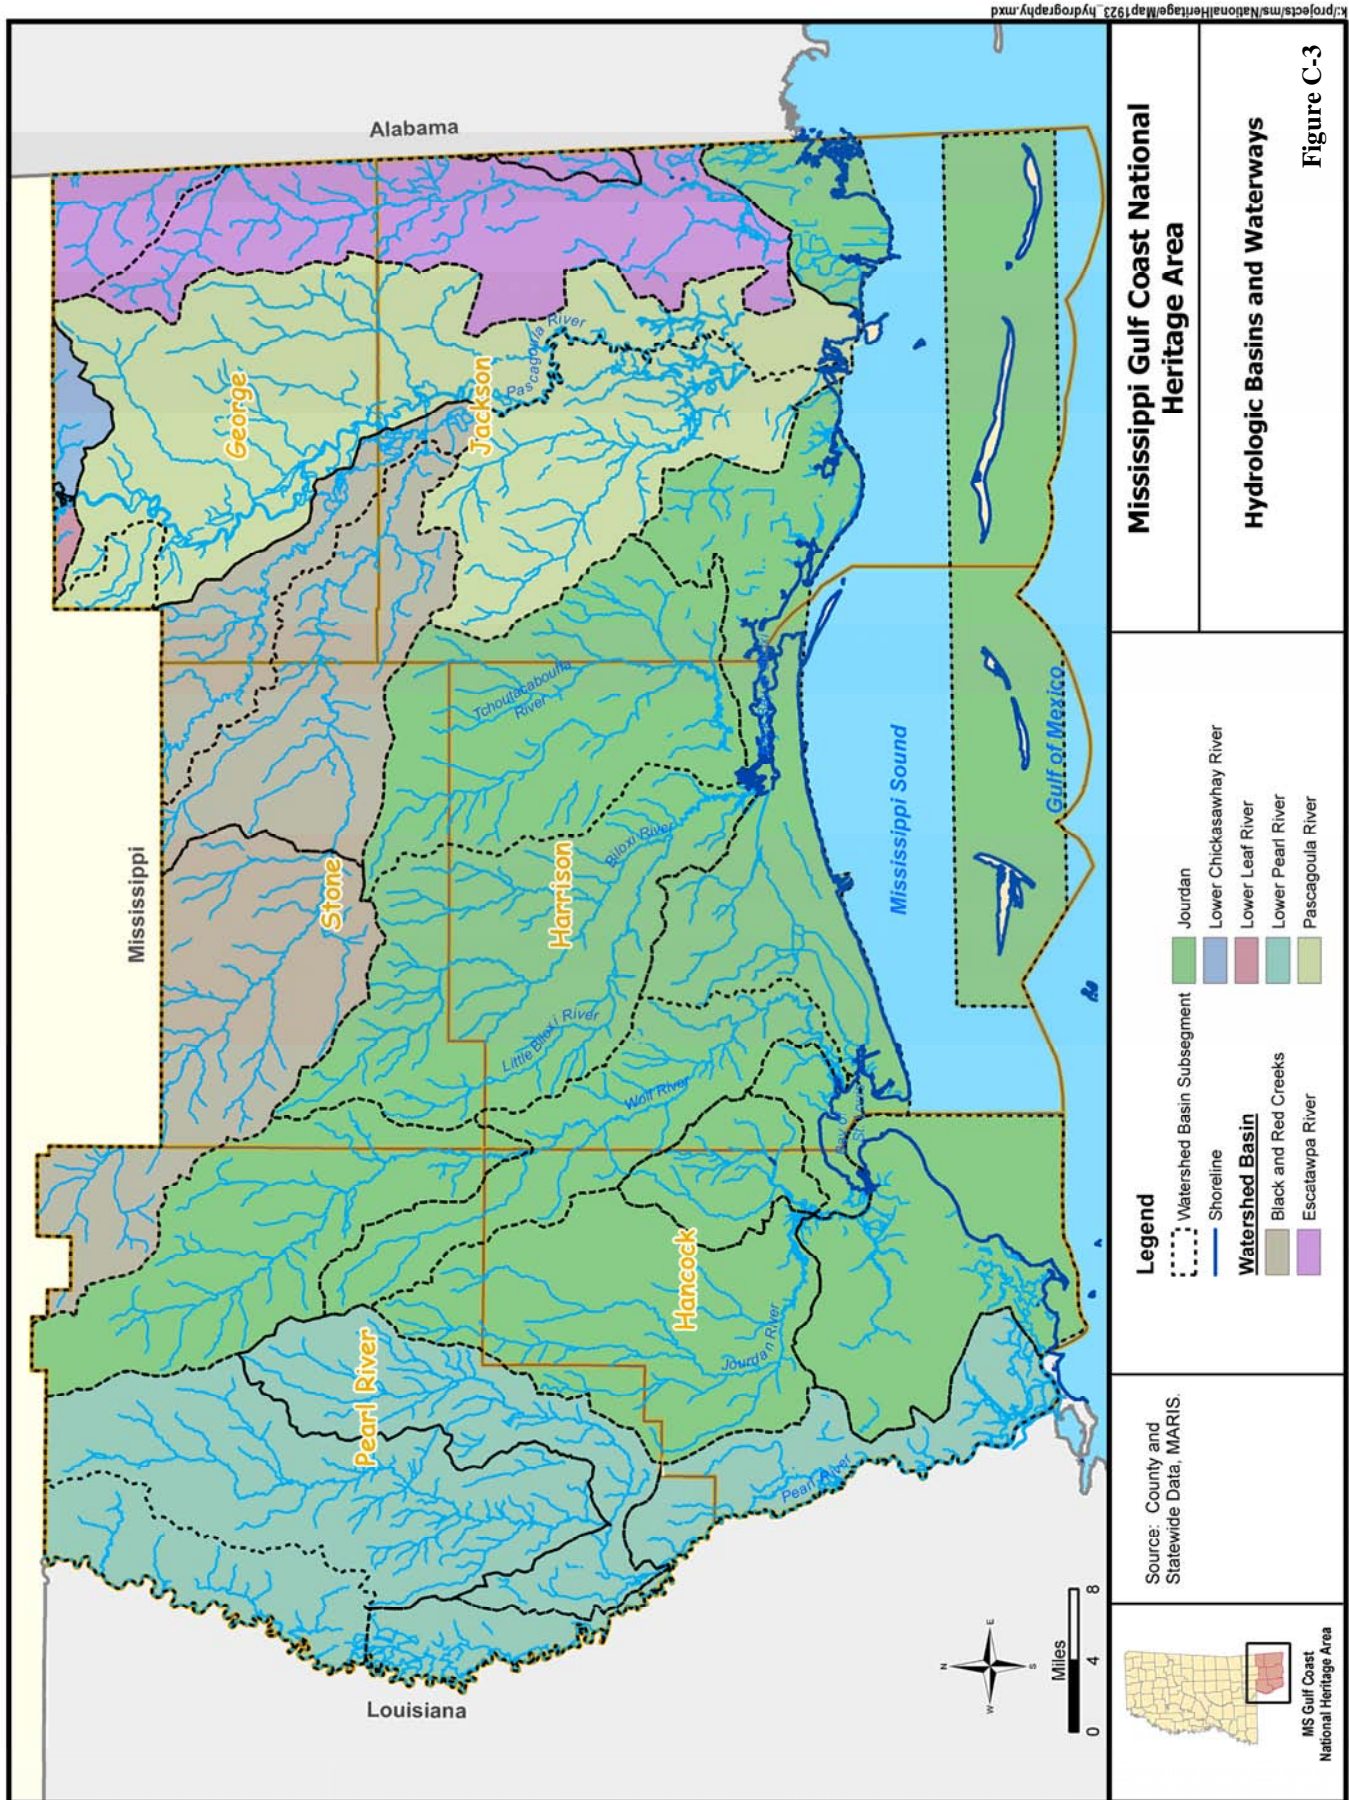 k:/projects/ms/NationalHeritage/Map1923_hydrography.mxd
Alabama
Mississippi
Louisiana
George
Jackson
Stone
Harrison
Pearl River
Hancock
Pascagoula River
Tchoutacabouffa
River
Biloxi River
Little Biloxi River
Wolf River
Jourdan River
Pearl River
Bay of
St
Mississippi Sound
Gulf of Mexico
N
E
S
W
Miles
0 4 8
MS Gulf Coast
National Heritage Area
Source: County and
Statewide Data, MARIS.
Legend
Watershed Basin Subsegment
Shoreline
Watershed Basin
Black and Red Creeks
Escatawpa River
Jourdan
Lower Chickasawhay River
Lower Leaf River
Lower Pearl River
Pascagoula River
Mississippi Gulf Coast National
Heritage Area
Hydrologic Basins and Waterways
Figure C-3